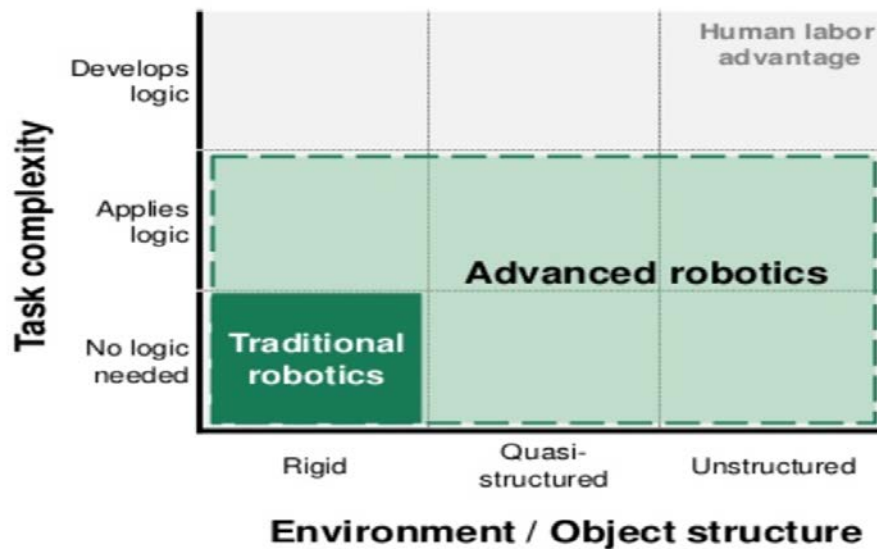 Human labor
advantage
Develops
logic
Task complexity
Applies
logic
Advanced robotics
No logic
needed
Traditional
robotics
Rigid
Quasi-
structured
Unstructured
Environment / Object structure